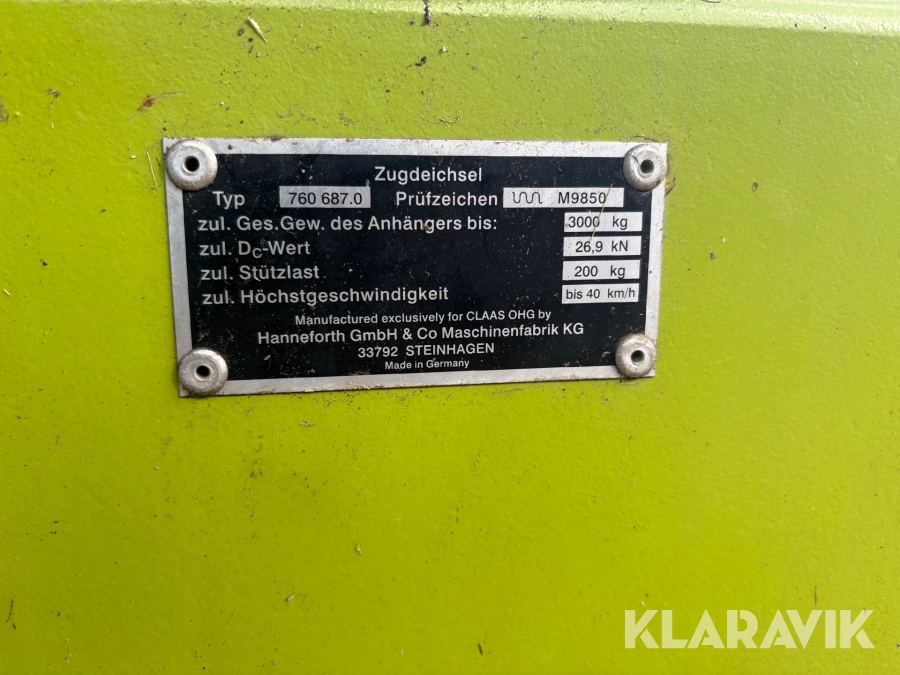 Zugdeichsel
Typ 760 687.0 Prüfzeichen M9850
zul. Ges.Gew. des Anhängers bis: 3000 kg
zul. DC-Wert 26,9 kN
zul. Stützlast 200 kg
zul. Höchstgeschwindigkeit bis 40 km/h
Manufactured exclusively for CLAAS OHG by
Hanneforth GmbH & Co Maschinenfabrik KG
33792 STEINHAGEN
Made in Germany
KLARAVIK